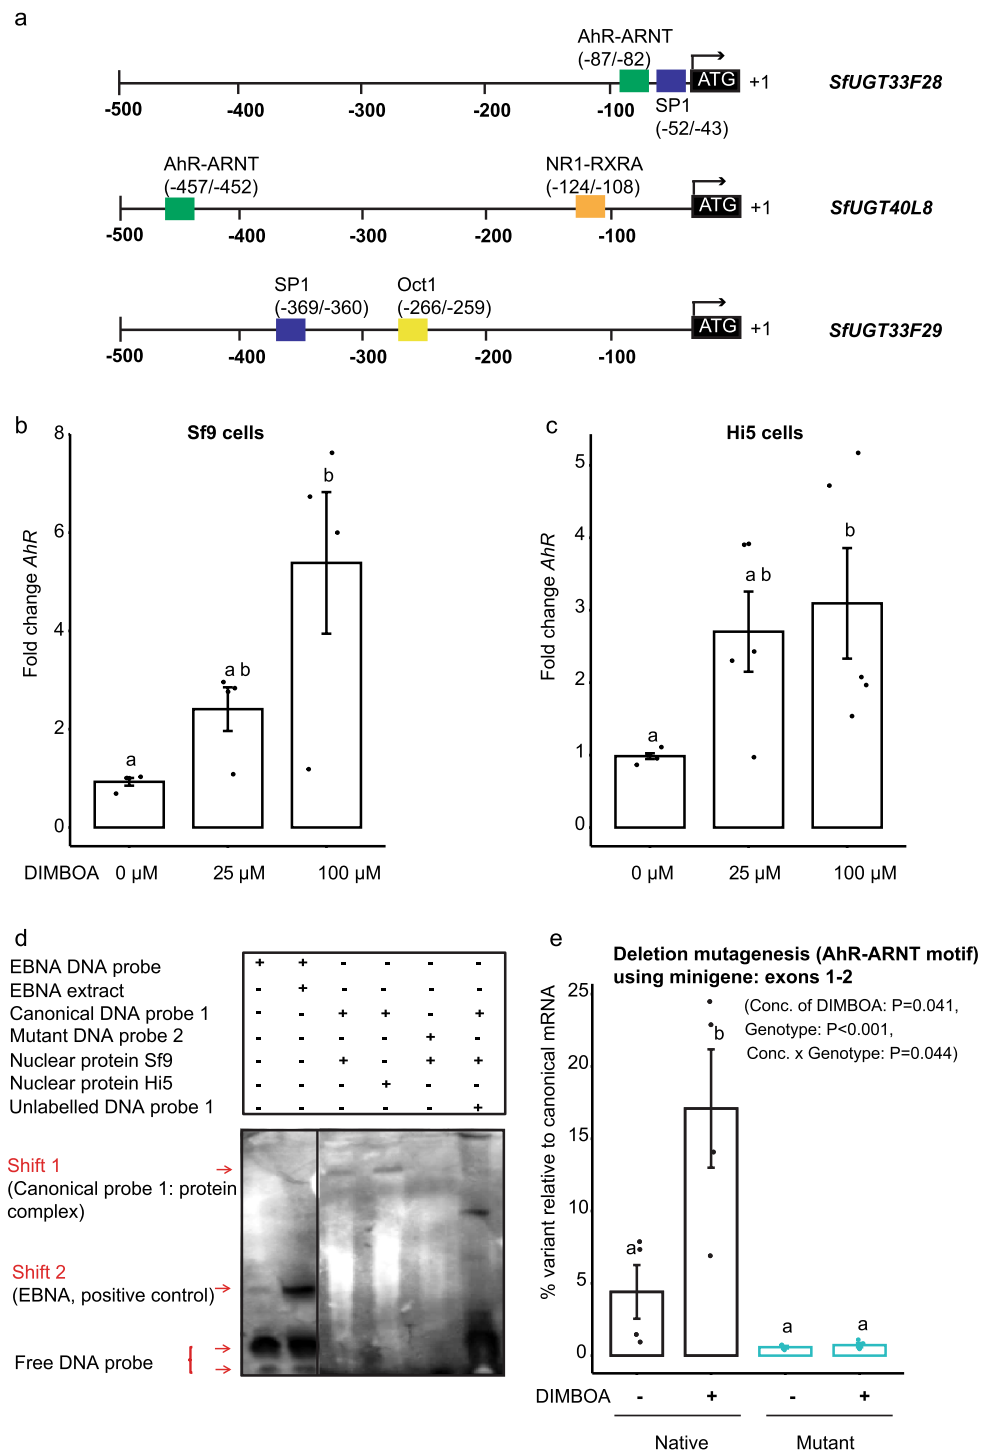 a
AhR-ARNT
(-87/-82)
ATG +1 SfUGT33F28
-500 -400 -300 -200 -100
SP1
(-52/-43)
AhR-ARNT NR1-RXRA
(-457/-452) (-124/-108)
ATG +1 SfUGT40L8
-500 -400 -300 -200 -100
SP1 Oct1
(-369/-360) (-266/-259)
ATG +1 SfUGT33F29
-500 -400 -300 -200 -100
b
Sf9 cells
Fold change AhR
8
6
4
2
0
a
a b
b
DIMBOA 0 µM 25 µM 100 µM
c
Hi5 cells
Fold change AhR
5
4
3
2
1
0
a
a b
b
0 µM 25 µM 100 µM
d
EBNA DNA probe + + - - - -
EBNA extract - + - - - -
Canonical DNA probe 1 - - + + - +
Mutant DNA probe 2 - - - - + -
Nuclear protein Sf9 - - + - + +
Nuclear protein Hi5 - - - + - -
Unlabelled DNA probe 1 - - - - - +
Shift 1
(Canonical probe 1: protein
complex)
Shift 2
(EBNA, positive control)
Free DNA probe
e
Deletion mutagenesis (AhR-ARNT motif)
using minigene: exons 1-2
(Conc. of DIMBOA: P=0.041,
Genotype: P<0.001,
Conc. x Genotype: P=0.044)
% variant relative to canonical mRNA
25
20
15
10
5
0
a
b
a
a
DIMBOA - + - +
Native Mutant